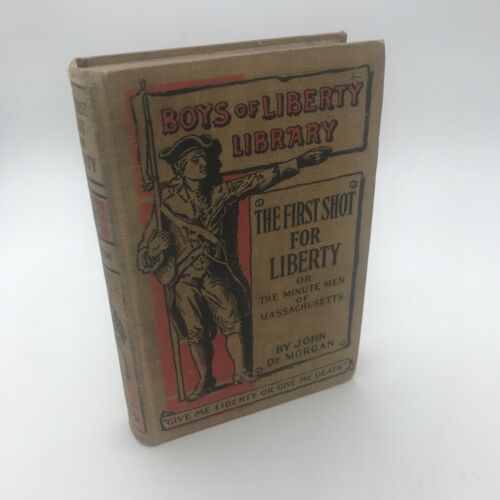 BOYS OF LIBERTY
LIBRARY
THE FIRST SHOT
FOR
LIBERTY
OR
THE MINUTE MEN
OF
MASSACHUSETTS
BY JOHN
DE MORGAN
"GIVE ME LIBERTY OR GIVE ME DEATH"